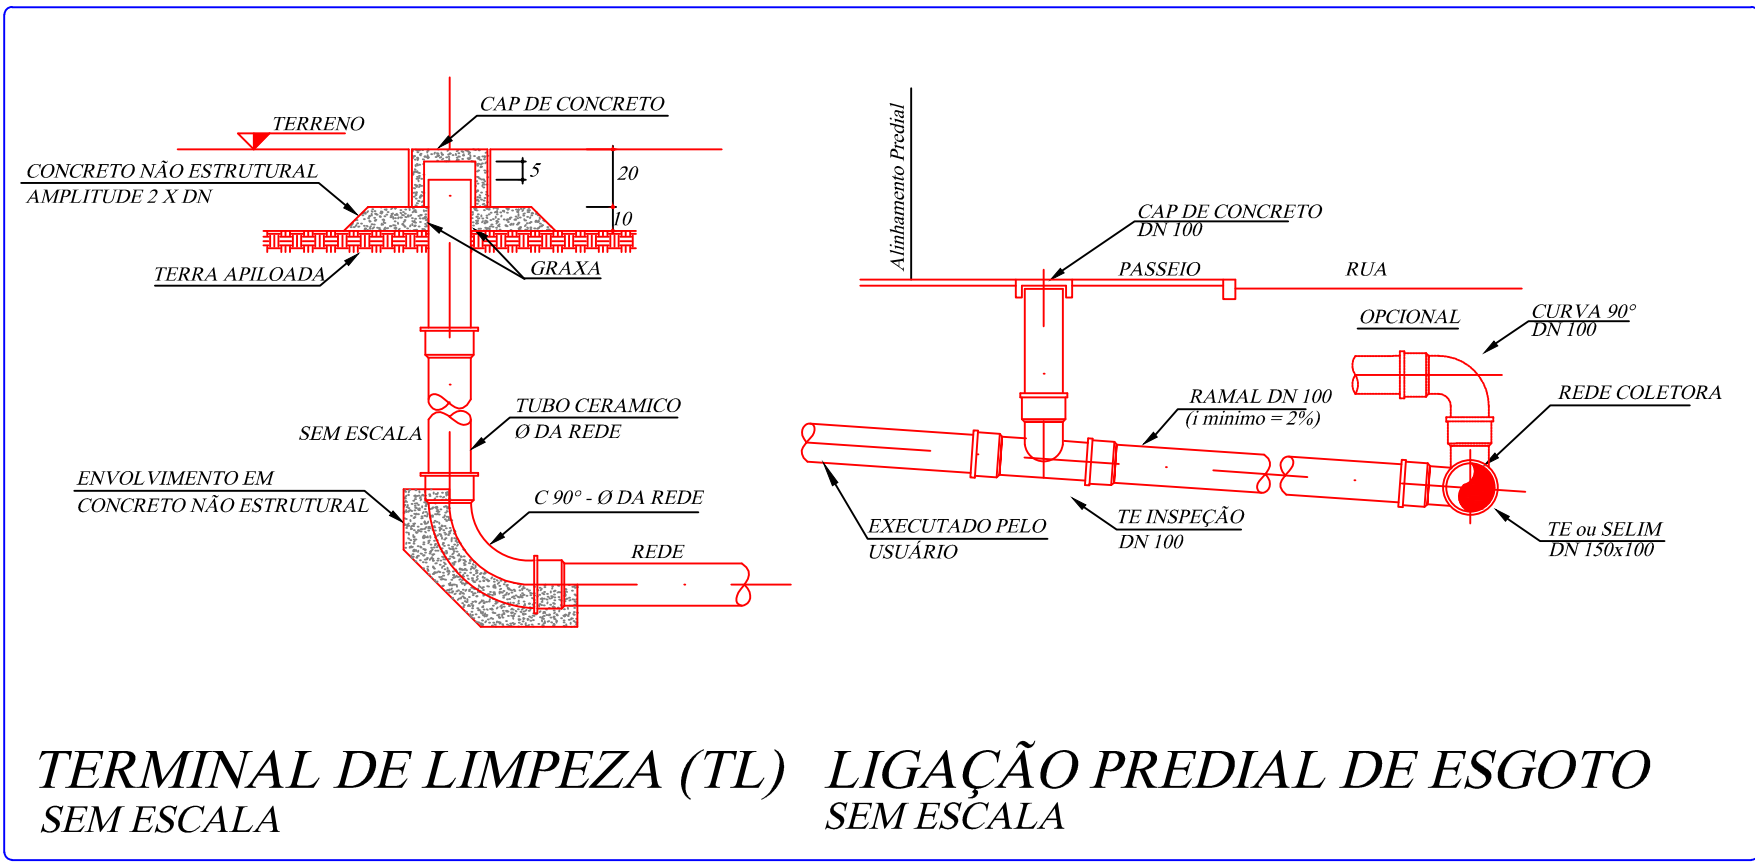 CAP DE CONCRETO
TERRENO
CONCRETO NÃO ESTRUTURAL
AMPLITUDE 2 X DN
5
20
10
TERRA APILOADA
GRAXA
TUBO CERAMICO
Ø DA REDE
SEM ESCALA
ENVOLVIMENTO EM
CONCRETO NÃO ESTRUTURAL
C 90° - Ø DA REDE
REDE
TERMINAL DE LIMPEZA (TL)
SEM ESCALA
Alinhamento Predial
CAP DE CONCRETO
DN 100
PASSEIO
RUA
OPCIONAL
CURVA 90°
DN 100
REDE COLETORA
RAMAL DN 100
(i minimo = 2%)
EXECUTADO PELO
USUÁRIO
TE INSPEÇÃO
DN 100
TE ou SELIM
DN 150x100
LIGAÇÃO PREDIAL DE ESGOTO
SEM ESCALA